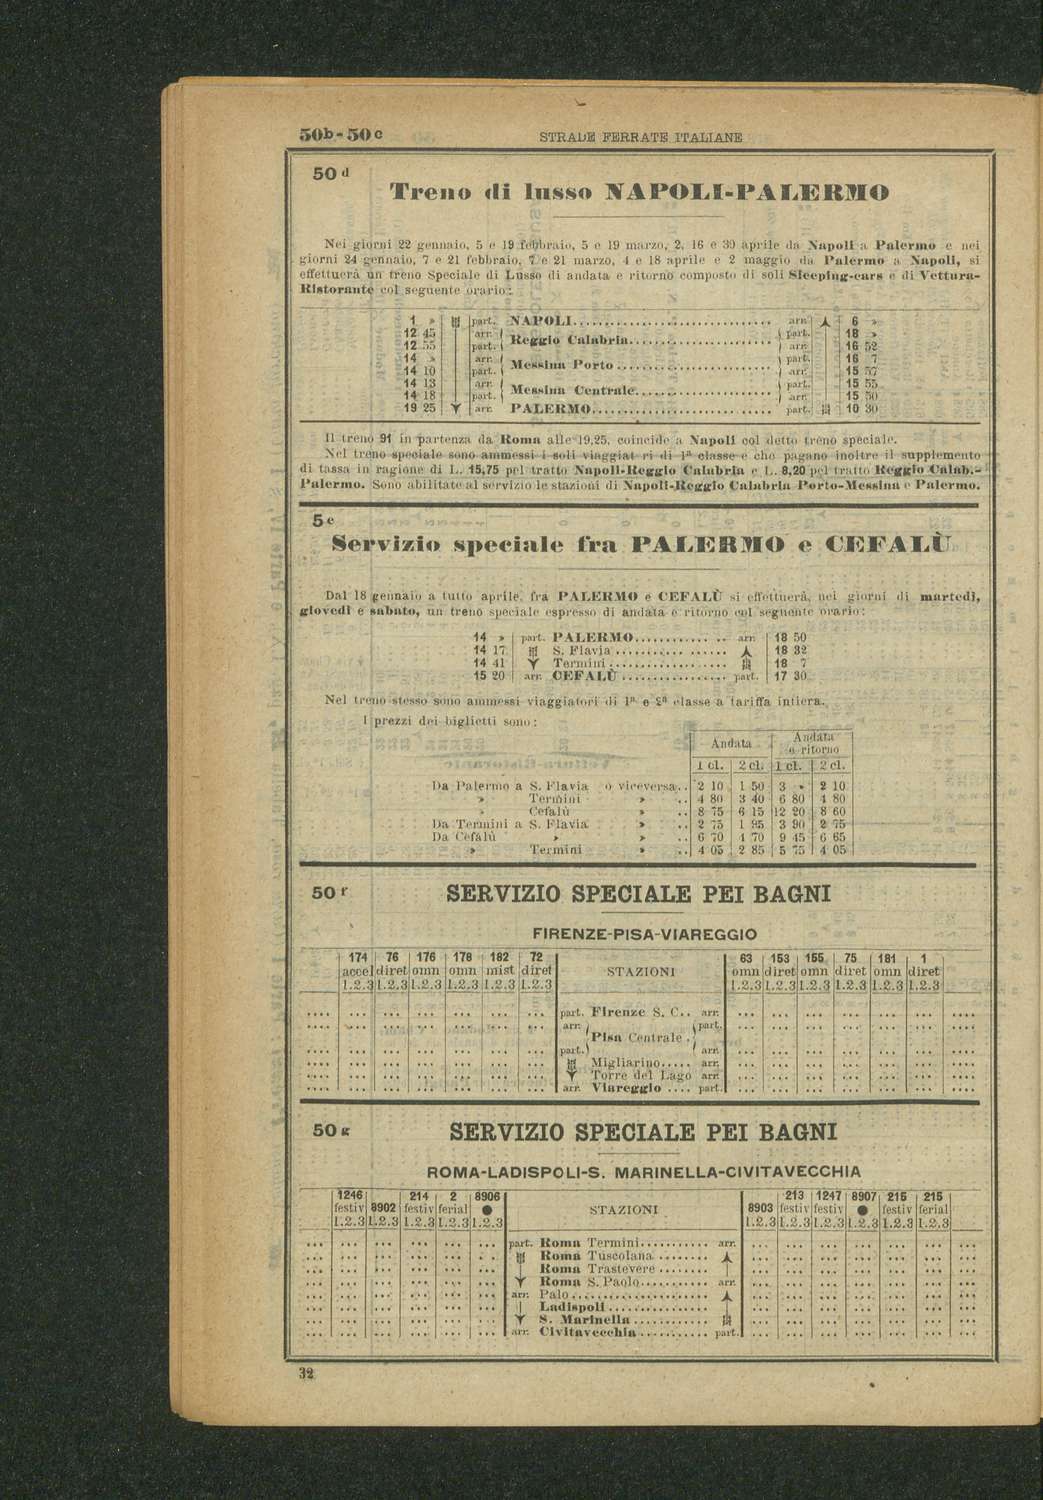 50b - 50c STRADE FERRATE ITALIANE
50 d
Treno di lusso NAPOLI-PALERMO
Nei giorni 22 gennaio, 5 e 19 febbraio, 5 e 19 marzo, 2, 16 e 30 aprile da Napoli a Palermo e nei
giorni 24 gennaio, 7 e 21 febbraio, 7 e 21 marzo, 4 e 18 aprile e 2 maggio da Palermo a Napoli, si
effettuerà un treno Speciale di Lusso di andata e ritorno composto di soli Sleeping-cars e di Vettura-
Ristorante col seguente orario:
1 » part. NAPOLI arr. 6 »
12 45 arr. Reggio Calabria part. 18 »
12 55 part. arr. 16 52
14 » arr. Messina Porto part. 16 7
14 10 part. arr. 15 57
14 13 arr. Messina Centrale part. 15 55
14 18 part. arr. 15 50
19 25 arr. PALERMO part. 10 30
Il treno 91 in partenza da Roma alle 19,25, coincide a Napoli col detto treno speciale.
Nel treno speciale sono ammessi i soli viaggiat ri di 1ª classe e che pagano inoltre il supplemento
di tassa in ragione di L. 15,75 pel tratto Napoli-Reggio Calabria e L. 8,20 pel tratto Reggio Calab.-
Palermo. Sono abilitate al servizio le stazioni di Napoli-Reggio Calabria Porto-Messina e Palermo.
5 e
Servizio speciale fra PALERMO e CEFALÙ
Dal 18 gennaio a tutto aprile, fra PALERMO e CEFALÙ si effettuerà, nei giorni di martedì,
giovedì e sabato, un treno speciale espresso di andata e ritorno col seguente orario:
14 » part. PALERMO arr. 18 50
14 17 S. Flavia 18 32
14 41 Termini 18 7
15 20 arr. CEFALÙ part. 17 30
Nel treno stesso sono ammessi viaggiatori di 1ª e 2ª classe a tariffa intiera.
I prezzi dei biglietti sono:
Andata Andata e ritorno
1 cl. 2 cl. 1 cl. 2 cl.
Da Palermo a S. Flavia o viceversa.. 2 10 1 50 3 » 2 10
» Termini » .. 4 80 3 40 6 80 4 80
» Cefalù » .. 8 75 6 15 12 20 8 60
Da Termini a S. Flavia » .. 2 75 1 95 3 90 2 75
Da Cefalù » » .. 6 70 4 70 9 45 6 65
» Termini » .. 4 05 2 85 5 75 4 05
50 f SERVIZIO SPECIALE PEI BAGNI
FIRENZE-PISA-VIAREGGIO
174 76 176 178 182 72 STAZIONI 63 153 155 75 181 1
accel diret omn omn mist diret omn diret omn diret omn diret
1.2.3 1.2.3 1.2.3 1.2.3 1.2.3 1.2.3 1.2.3 1.2.3 1.2.3 1.2.3 1.2.3 1.2.3
part. Firenze S. C.. arr.
arr. part.
Pisa Centrale .
part. arr.
Migliarino..... arr.
Torre del Lago arr.
arr. Viareggio .... part.
50 g SERVIZIO SPECIALE PEI BAGNI
ROMA-LADISPOLI-S. MARINELLA-CIVITAVECCHIA
1246 8902 214 2 8906 STAZIONI 8903 213 1247 8907 215 215
festiv festiv ferial ● festiv festiv ● festiv ferial
1.2.3 1.2.3 1.2.3 1.2.3 1.2.3 1.2.3 1.2.3 1.2.3 1.2.3 1.2.3 1.2.3
part. Roma Termini arr.
Roma Tuscolana
Roma Trastevere
Roma S. Paolo arr.
arr. Palo
Ladispoli
S. Marinella
arr. Civitavecchia part.
32